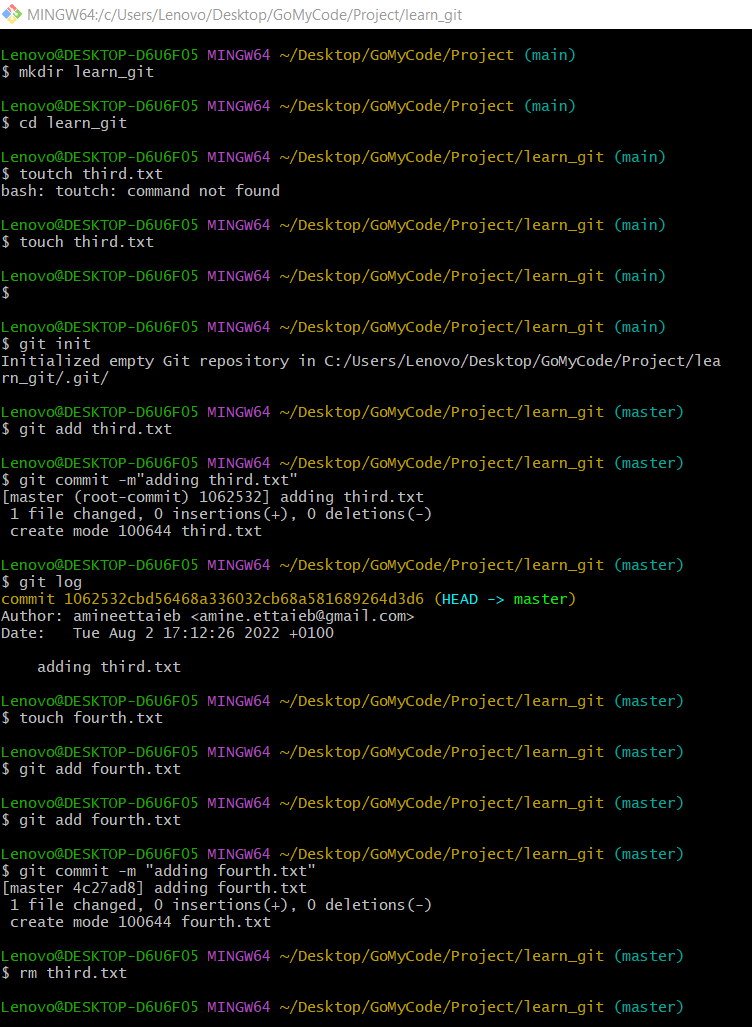 MINGW64:/c/Users/Lenovo/Desktop/GoMyCode/Project/learn_git
Lenovo@DESKTOP-D6U6F05 MINGW64 ~/Desktop/GoMyCode/Project (main)
$ mkdir learn_git
Lenovo@DESKTOP-D6U6F05 MINGW64 ~/Desktop/GoMyCode/Project (main)
$ cd learn_git
Lenovo@DESKTOP-D6U6F05 MINGW64 ~/Desktop/GoMyCode/Project/learn_git (main)
$ toutch third.txt
bash: toutch: command not found
Lenovo@DESKTOP-D6U6F05 MINGW64 ~/Desktop/GoMyCode/Project/learn_git (main)
$ touch third.txt
Lenovo@DESKTOP-D6U6F05 MINGW64 ~/Desktop/GoMyCode/Project/learn_git (main)
$
Lenovo@DESKTOP-D6U6F05 MINGW64 ~/Desktop/GoMyCode/Project/learn_git (main)
$ git init
Initialized empty Git repository in C:/Users/Lenovo/Desktop/GoMyCode/Project/lea
rn_git/.git/
Lenovo@DESKTOP-D6U6F05 MINGW64 ~/Desktop/GoMyCode/Project/learn_git (master)
$ git add third.txt
Lenovo@DESKTOP-D6U6F05 MINGW64 ~/Desktop/GoMyCode/Project/learn_git (master)
$ git commit -m"adding third.txt"
[master (root-commit) 1062532] adding third.txt
 1 file changed, 0 insertions(+), 0 deletions(-)
 create mode 100644 third.txt
Lenovo@DESKTOP-D6U6F05 MINGW64 ~/Desktop/GoMyCode/Project/learn_git (master)
$ git log
commit 1062532cbd56468a336032cb68a581689264d3d6 (HEAD -> master)
Author: amineettaieb <amine.ettaieb@gmail.com>
Date:   Tue Aug 2 17:12:26 2022 +0100
    adding third.txt
Lenovo@DESKTOP-D6U6F05 MINGW64 ~/Desktop/GoMyCode/Project/learn_git (master)
$ touch fourth.txt
Lenovo@DESKTOP-D6U6F05 MINGW64 ~/Desktop/GoMyCode/Project/learn_git (master)
$ git add fourth.txt
Lenovo@DESKTOP-D6U6F05 MINGW64 ~/Desktop/GoMyCode/Project/learn_git (master)
$ git add fourth.txt
Lenovo@DESKTOP-D6U6F05 MINGW64 ~/Desktop/GoMyCode/Project/learn_git (master)
$ git commit -m "adding fourth.txt"
[master 4c27ad8] adding fourth.txt
 1 file changed, 0 insertions(+), 0 deletions(-)
 create mode 100644 fourth.txt
Lenovo@DESKTOP-D6U6F05 MINGW64 ~/Desktop/GoMyCode/Project/learn_git (master)
$ rm third.txt
Lenovo@DESKTOP-D6U6F05 MINGW64 ~/Desktop/GoMyCode/Project/learn_git (master)